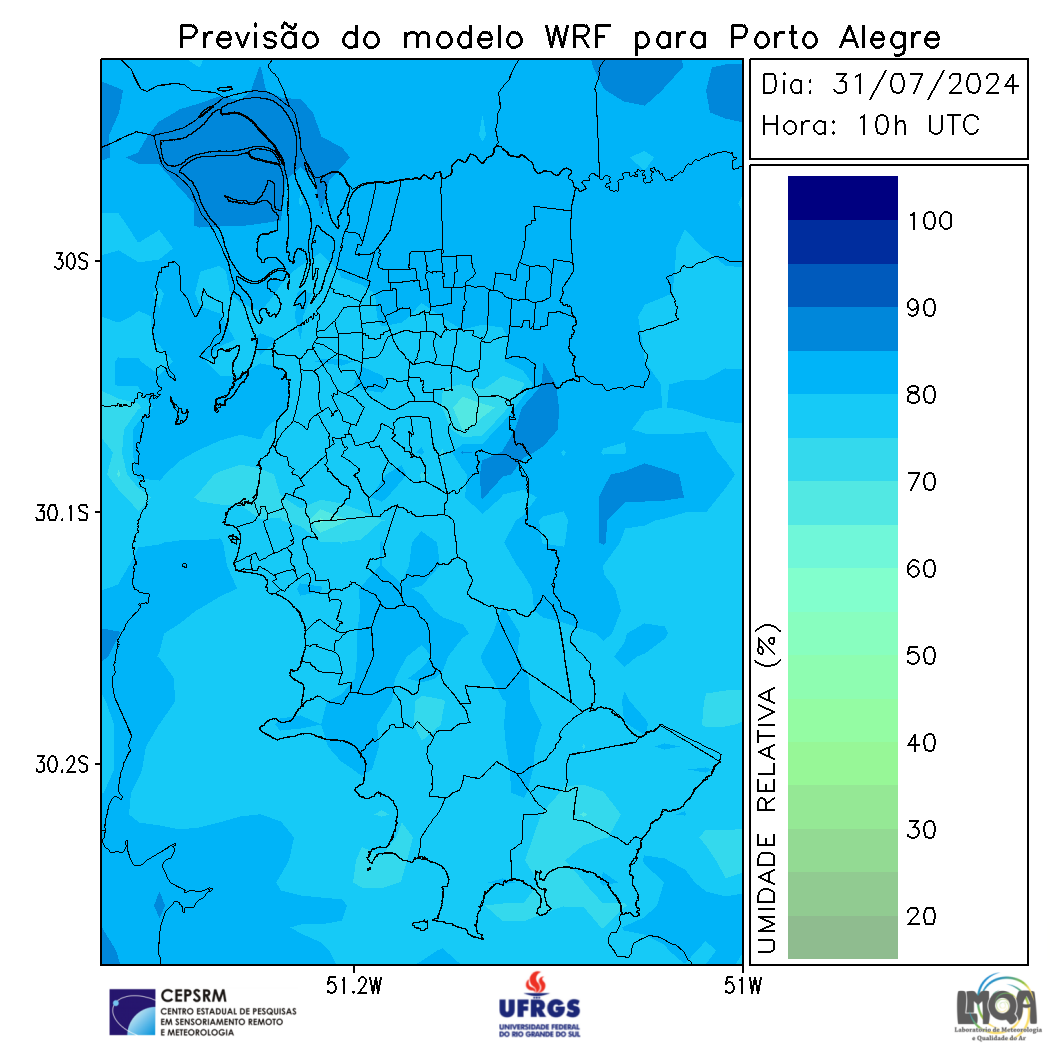 Previsão do modelo WRF para Porto Alegre
Dia: 31/07/2024
Hora: 10h UTC
100
90
80
70
60
50
40
30
20
UMIDADE RELATIVA (%)
30S
30.1S
30.2S
51.2W
51W
CEPSRM
CENTRO ESTADUAL DE PESQUISAS
EM SENSORIAMENTO REMOTO
E METEOROLOGIA
UFRGS
UNIVERSIDADE FEDERAL
DO RIO GRANDE DO SUL
LMQA
Laboratório de Meteorologia
e Qualidade do Ar